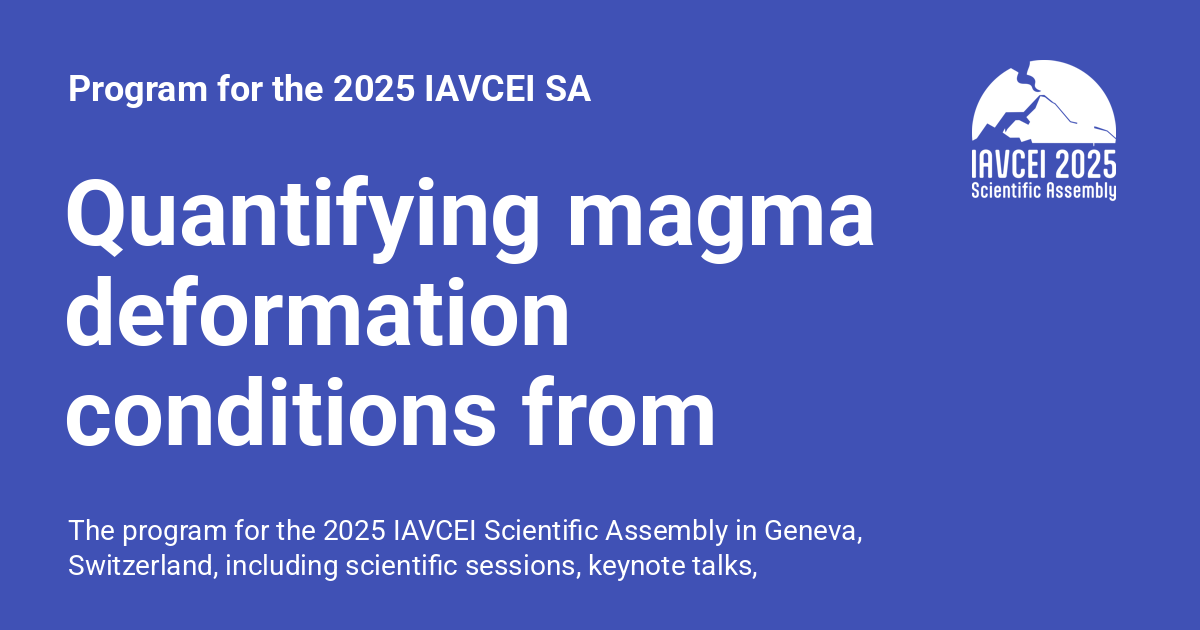 Program for the 2025 IAVCEI SA
IAVCEI 2025
Scientific Assembly
Quantifying magma
deformation
conditions from
The program for the 2025 IAVCEI Scientific Assembly in Geneva,
Switzerland, including scientific sessions, keynote talks,